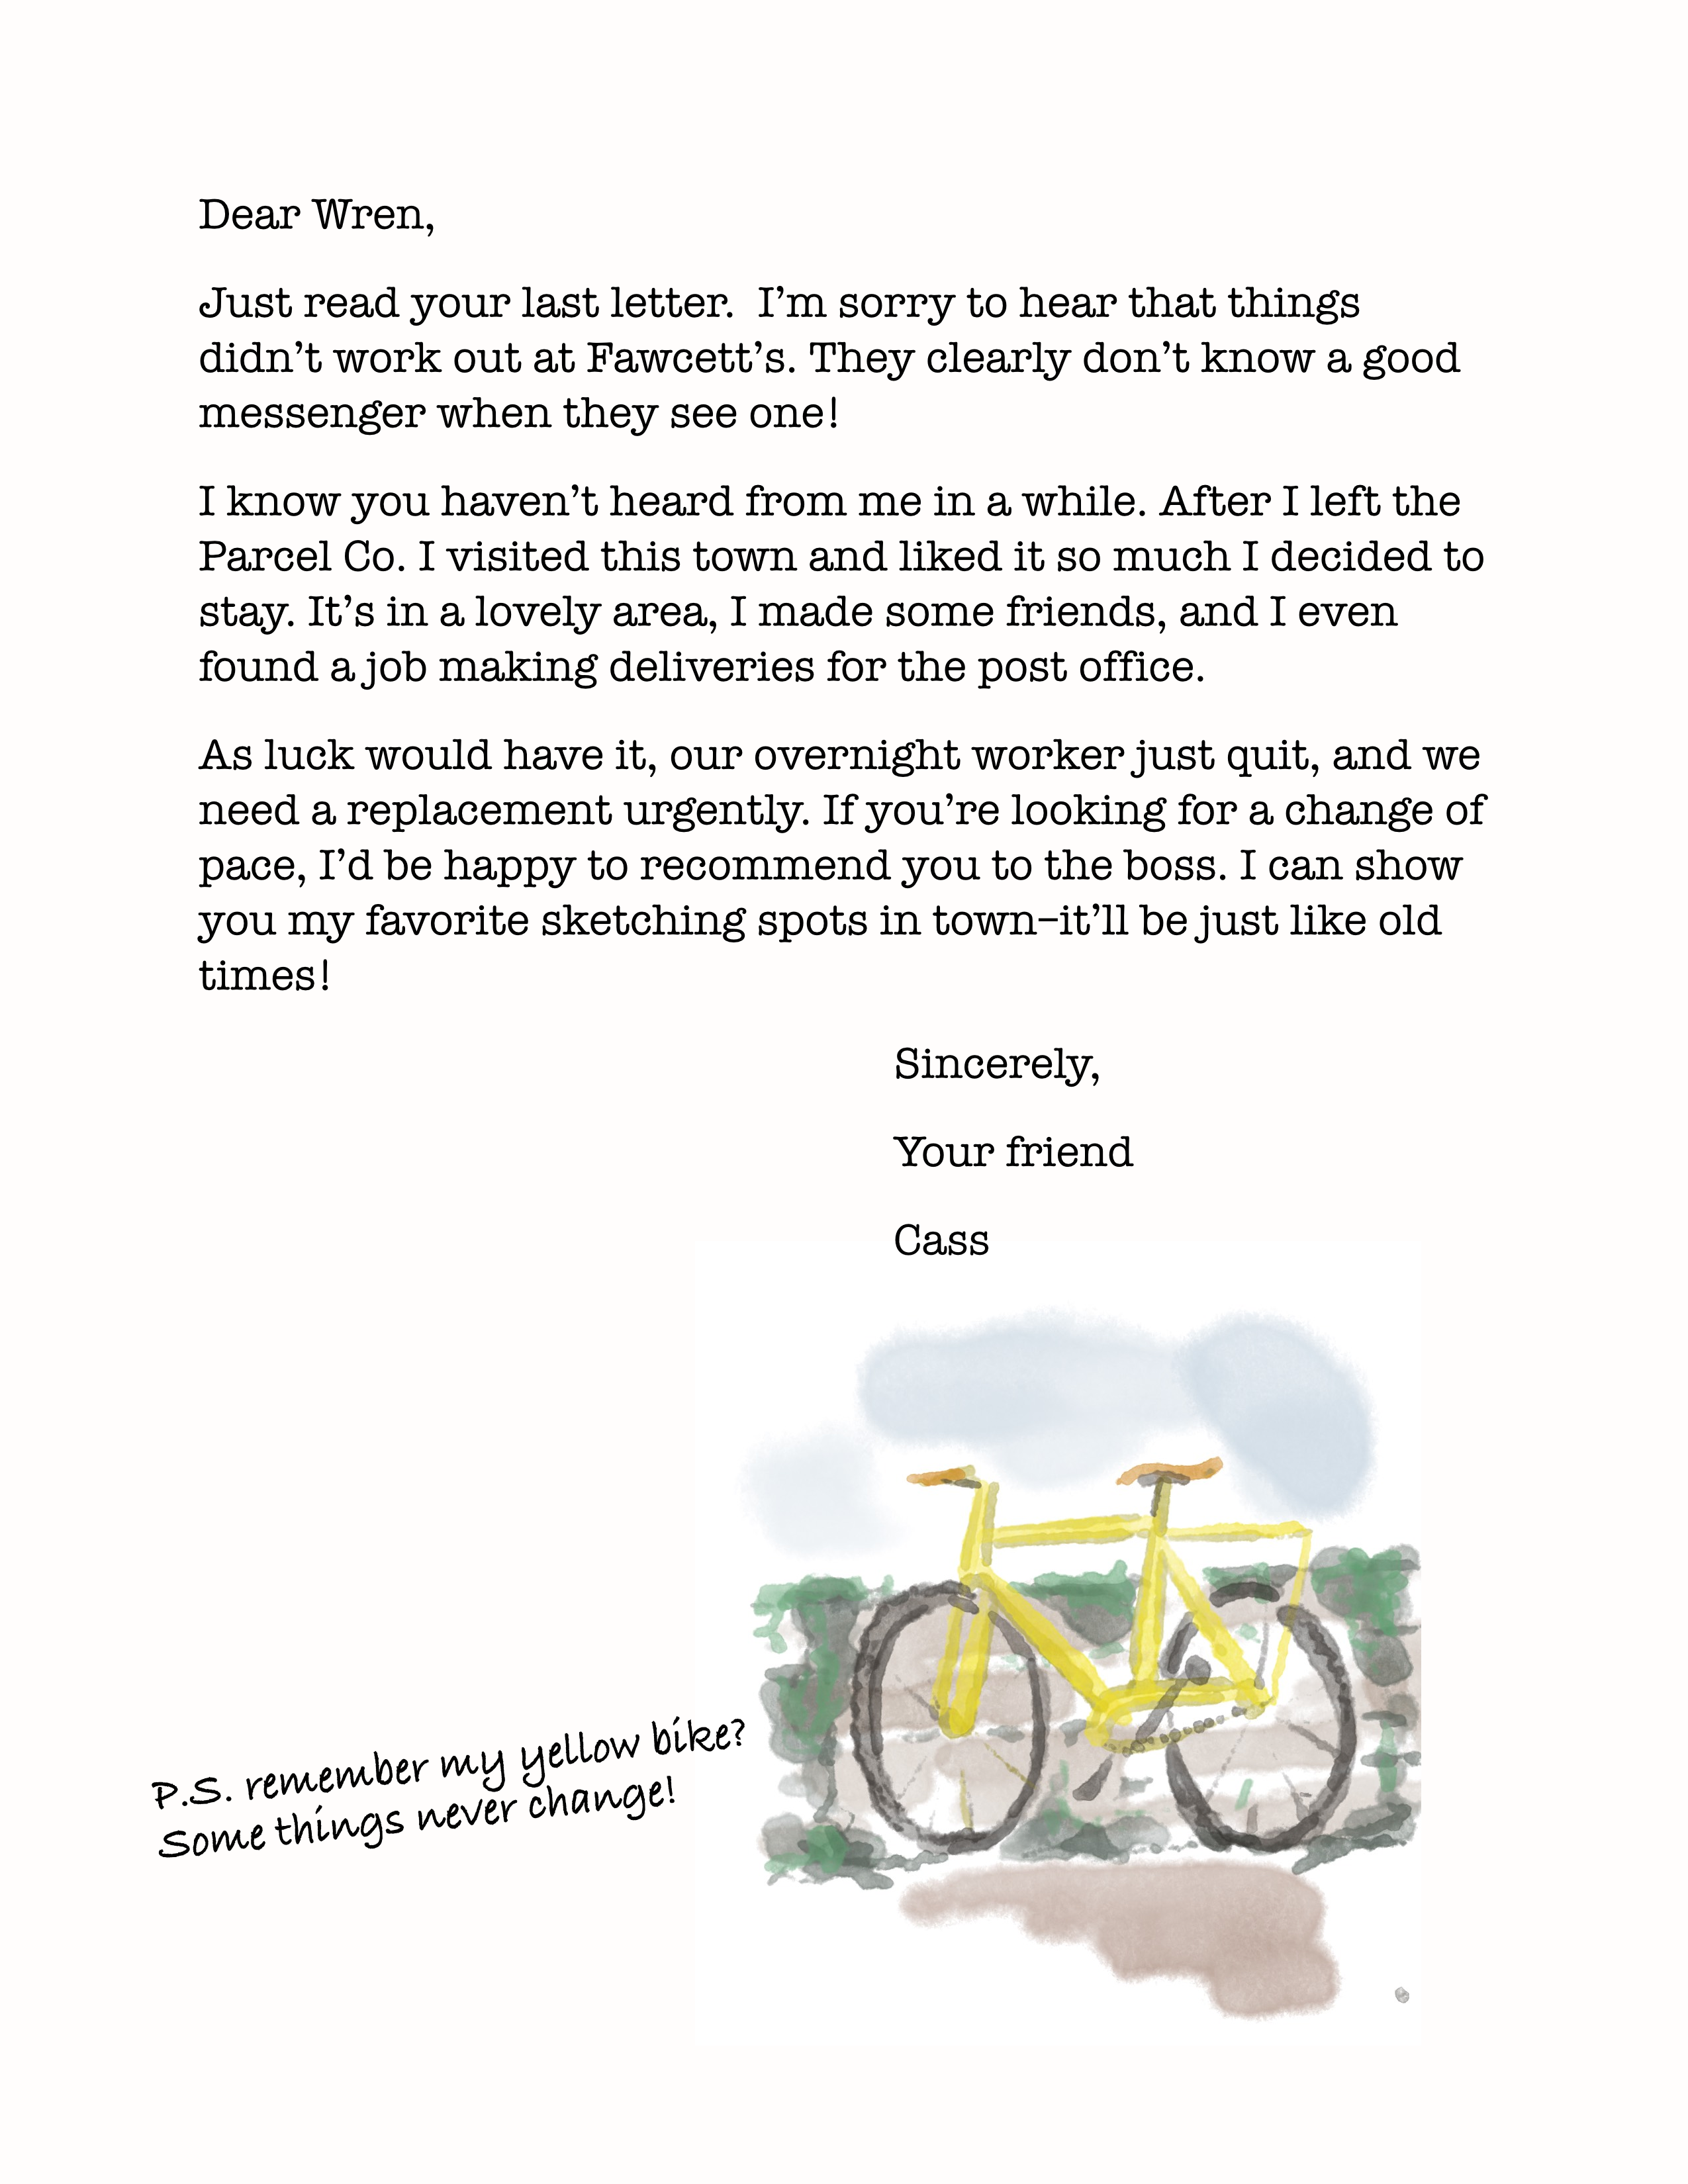 Dear Wren,
Just read your last letter.  I’m sorry to hear that things
didn’t work out at Fawcett’s. They clearly don’t know a good
messenger when they see one!
I know you haven’t heard from me in a while. After I left the
Parcel Co. I visited this town and liked it so much I decided to
stay. It’s in a lovely area, I made some friends, and I even
found a job making deliveries for the post office.
As luck would have it, our overnight worker just quit, and we
need a replacement urgently. If you’re looking for a change of
pace, I’d be happy to recommend you to the boss. I can show
you my favorite sketching spots in town–it’ll be just like old
times!
Sincerely,
Your friend
Cass
P.S. remember my yellow bike?
Some things never change!